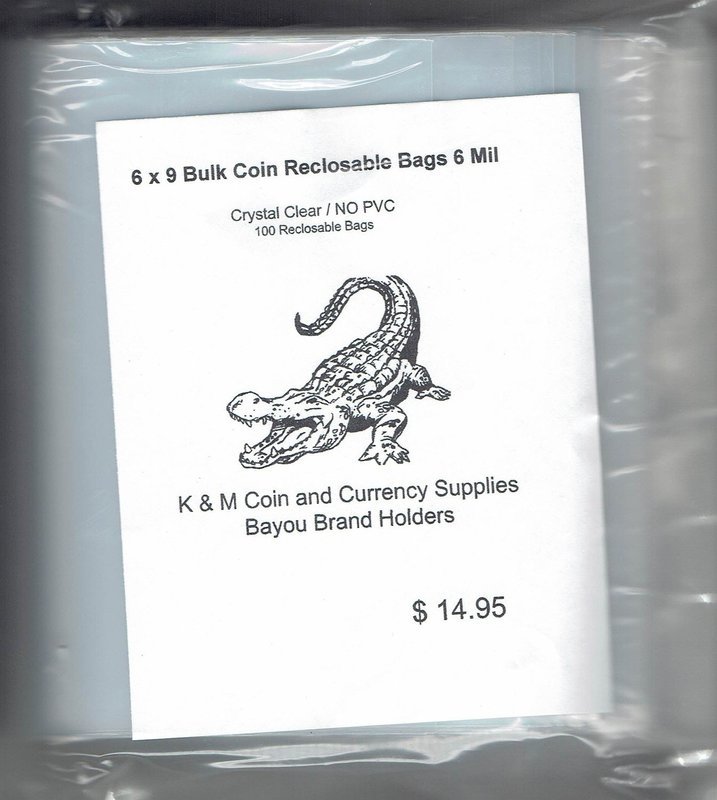 6 x 9 Bulk Coin Reclosable Bags 6 Mil
Crystal Clear / NO PVC
100 Reclosable Bags
K & M Coin and Currency Supplies
Bayou Brand Holders
$ 14.95